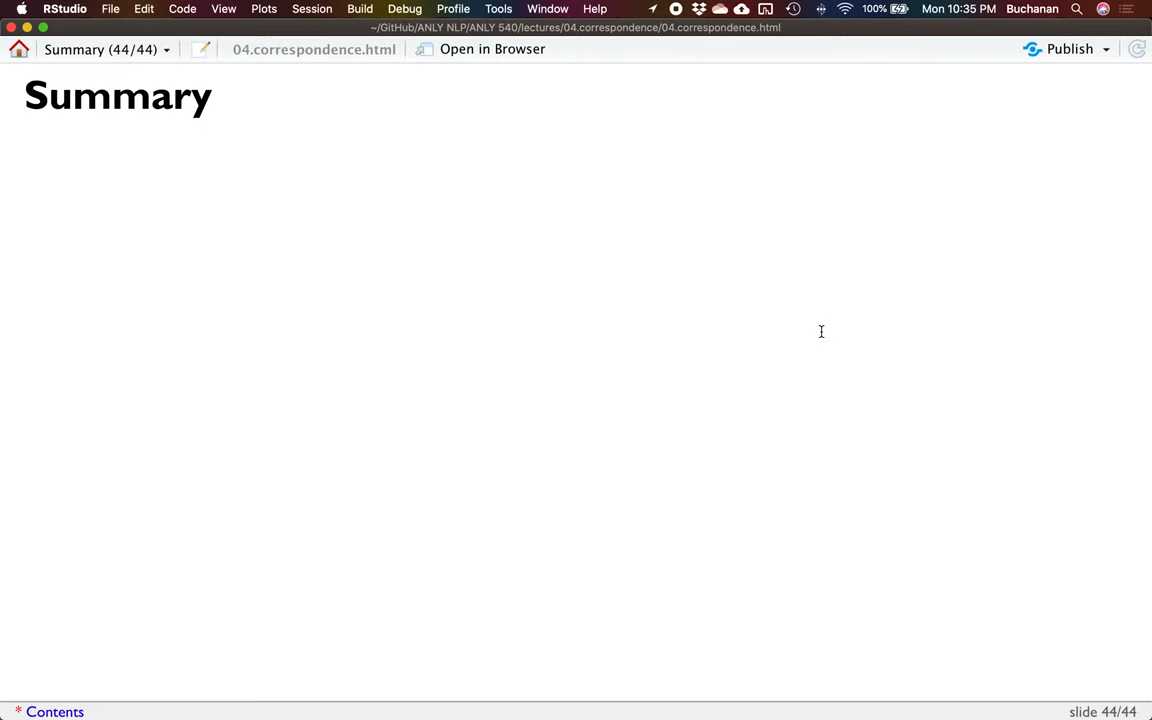 RStudio File Edit Code View Plots Session Build Debug Profile Tools Window Help 100% Mon 10:35 PM Buchanan
~/GitHub/ANLY NLP/ANLY 540/lectures/04.correspondence/04.correspondence.html
Summary (44/44) 04.correspondence.html Open in Browser Publish
Summary
* Contents slide 44/44